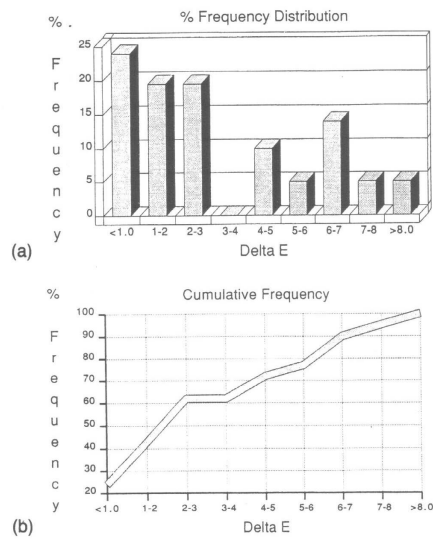 % Frequency Distribution
% .
Frequency
25
20
15
10
5
0
<1.0 1-2 2-3 3-4 4-5 5-6 6-7 7-8 >8.0
Delta E
(a)
Cumulative Frequency
%
Frequency
100
90
80
70
60
50
40
30
20
<1.0 1-2 2-3 3-4 4-5 5-6 6-7 7-8 >8.0
Delta E
(b)